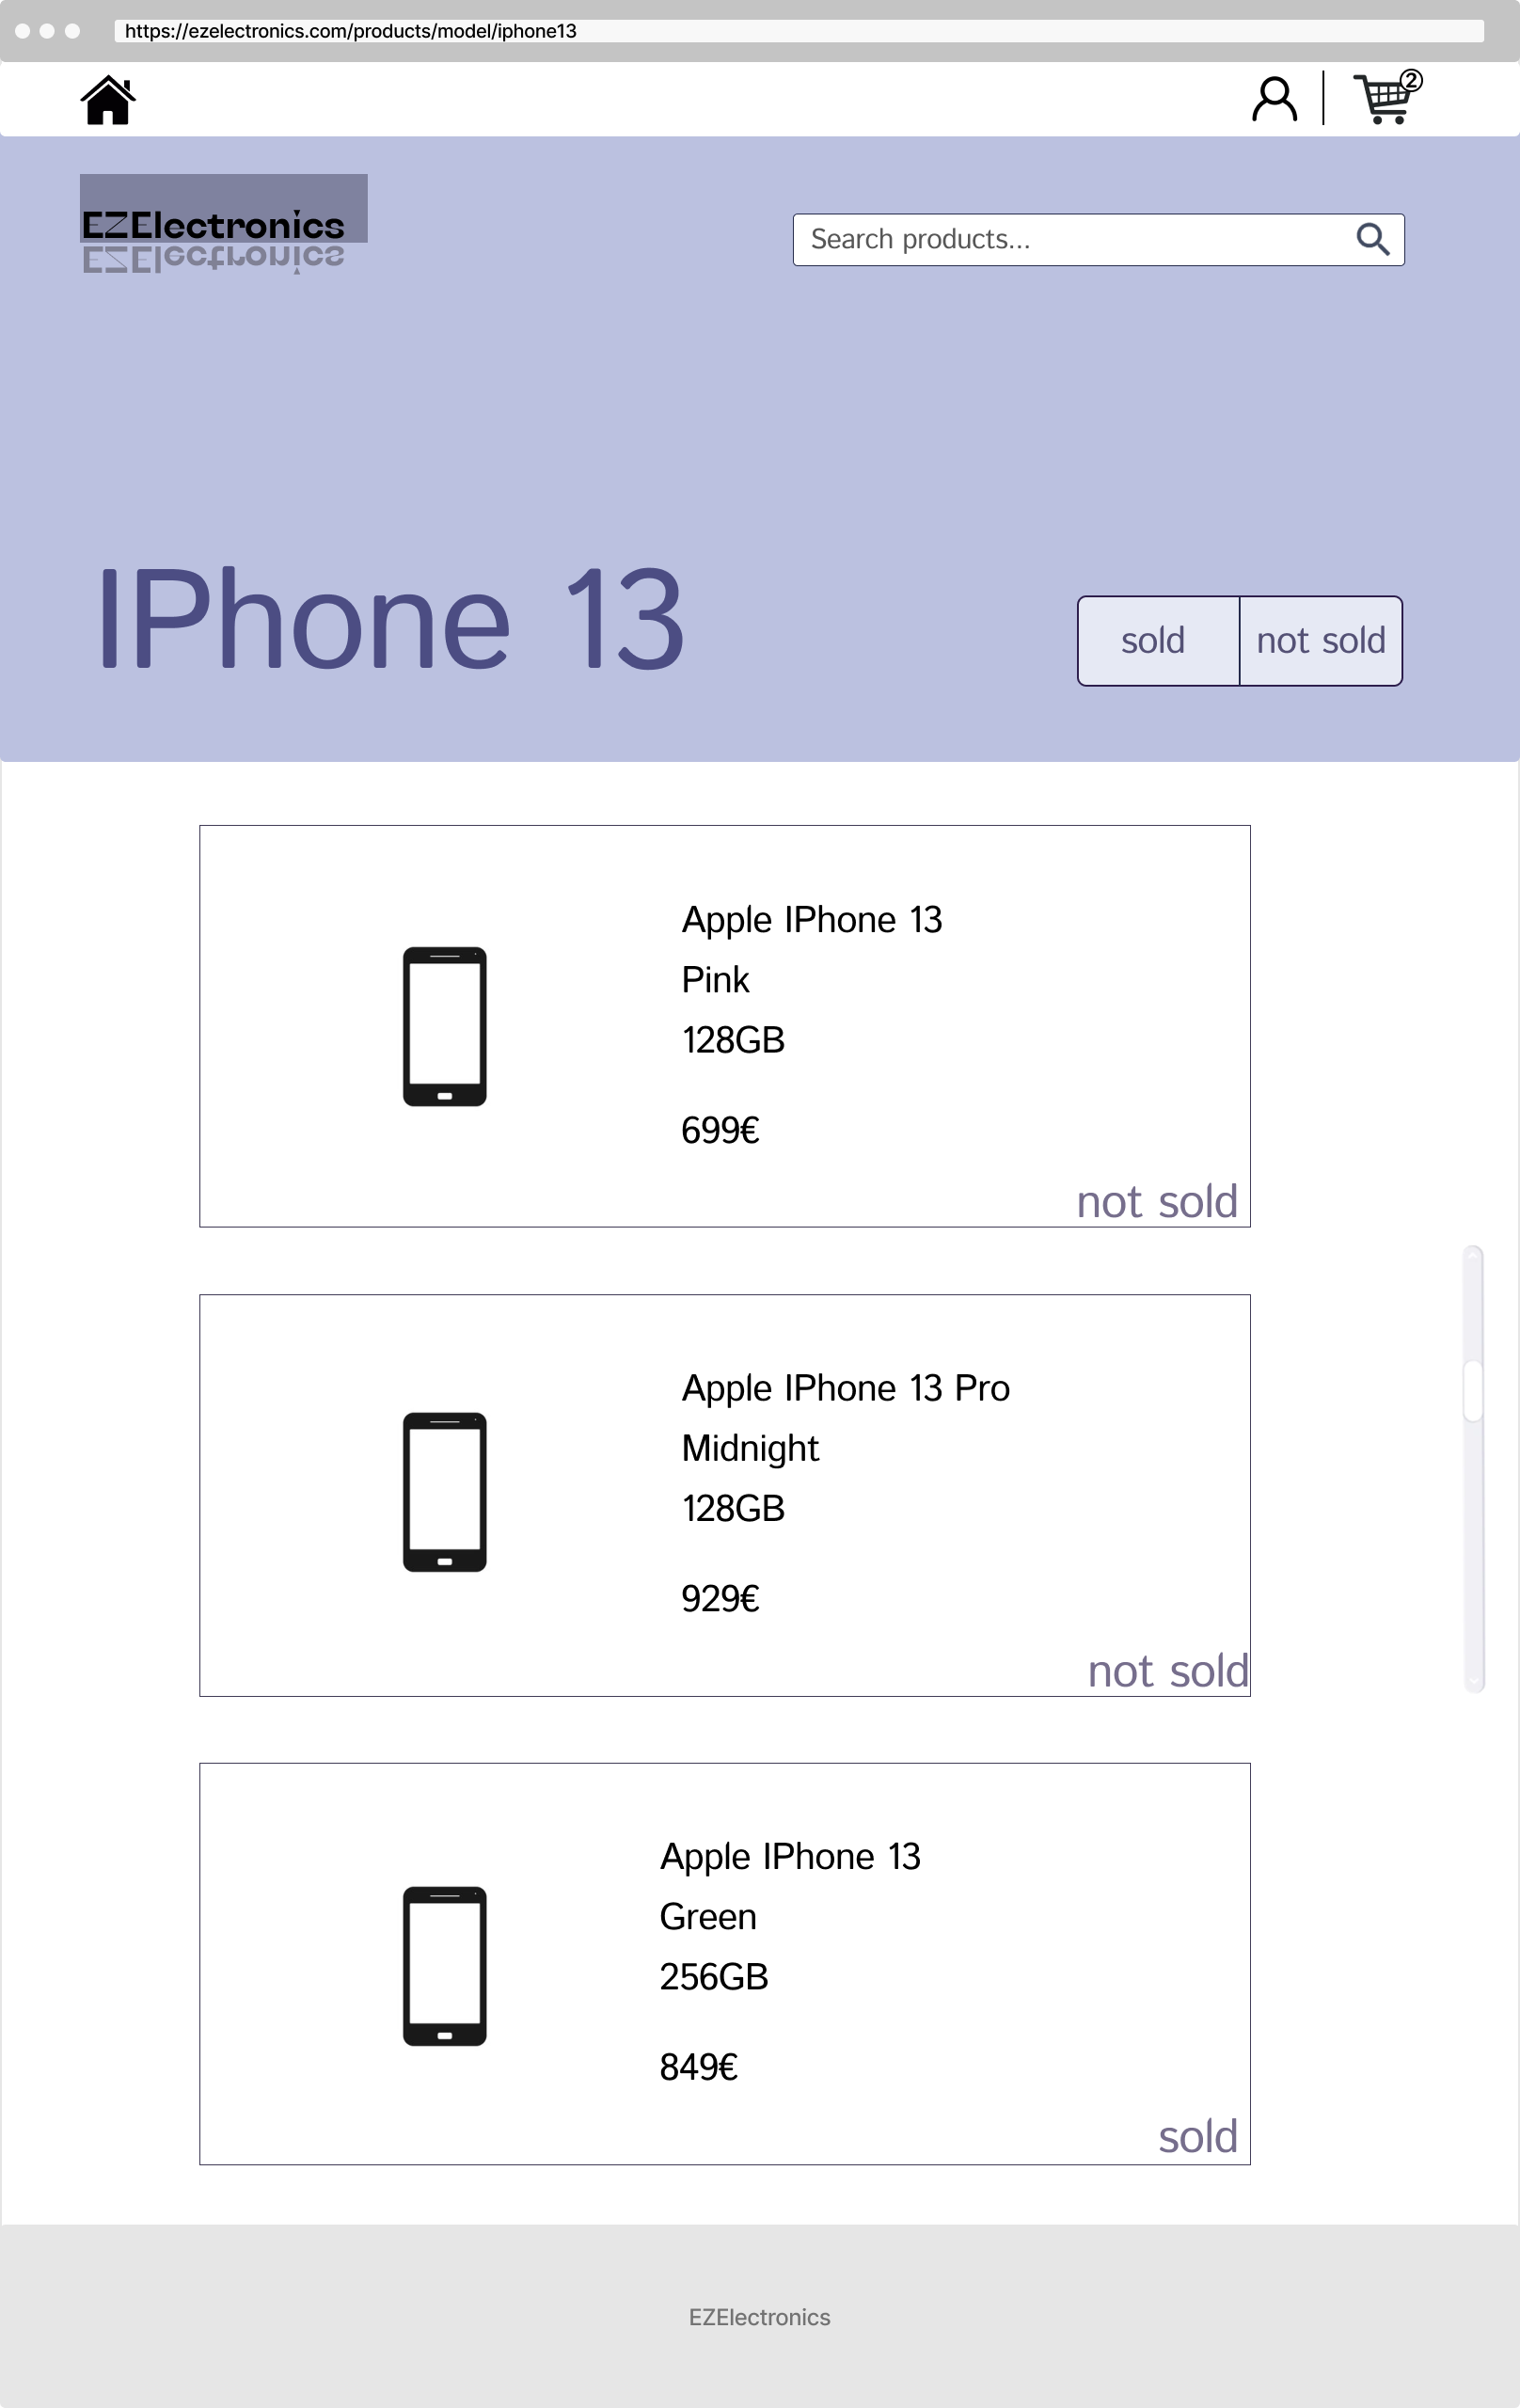 https://ezelectronics.com/products/model/iphone13
2
EZElectronics
EZElectronics
Search products...
IPhone 13
sold
not sold
Apple IPhone 13
Pink
128GB
699€
not sold
Apple IPhone 13 Pro
Midnight
128GB
929€
not sold
Apple IPhone 13
Green
256GB
849€
sold
EZElectronics